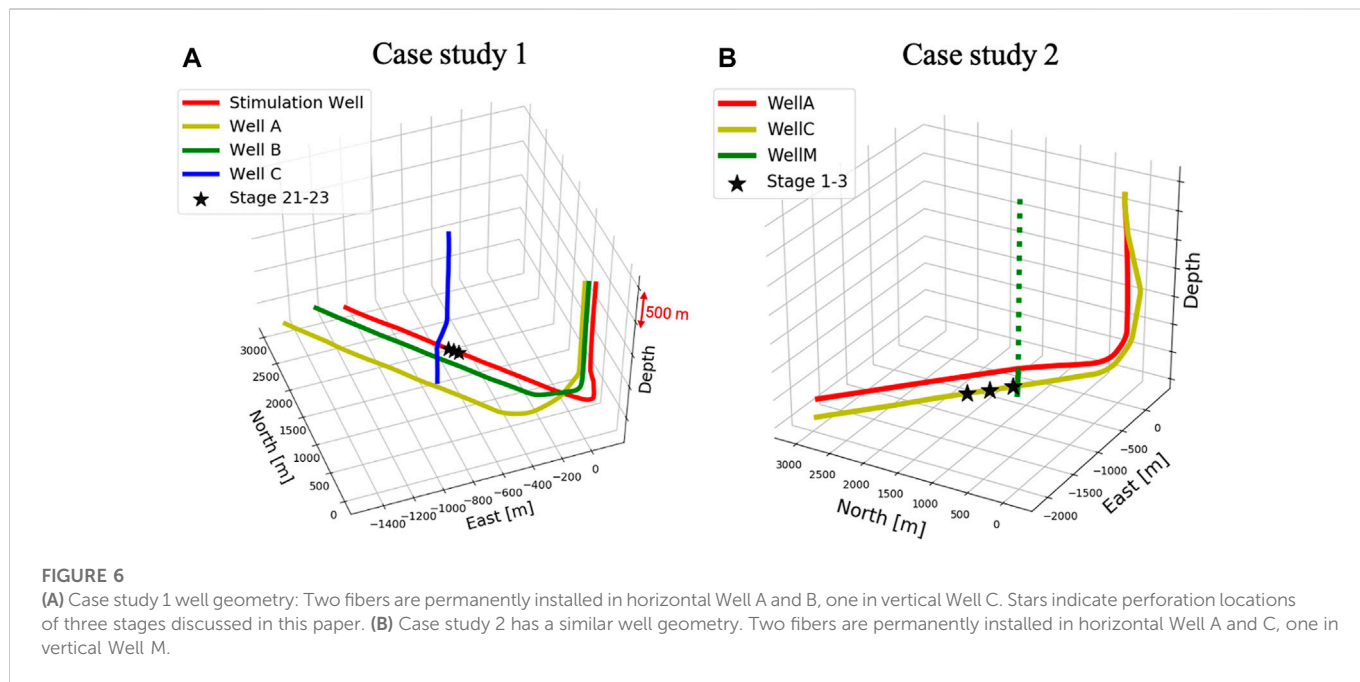 A
Case study 1
Stimulation Well
Well A
Well B
Well C
Stage 21-23
500 m
Depth
3000
2500
2000
1500
1000
500
0
North [m]
−1400
−1200
−1000
−800
−600
−400
−200
0
East [m]
B
Case study 2
WellA
WellC
WellM
Stage 1-3
Depth
3000
2500
2000
1500
1000
500
0
North [m]
0
−500
−1000
−1500
−2000
East [m]
FIGURE 6
(A) Case study 1 well geometry: Two fibers are permanently installed in horizontal Well A and B, one in vertical Well C. Stars indicate perforation locations
of three stages discussed in this paper. (B) Case study 2 has a similar well geometry. Two fibers are permanently installed in horizontal Well A and C, one in
vertical Well M.